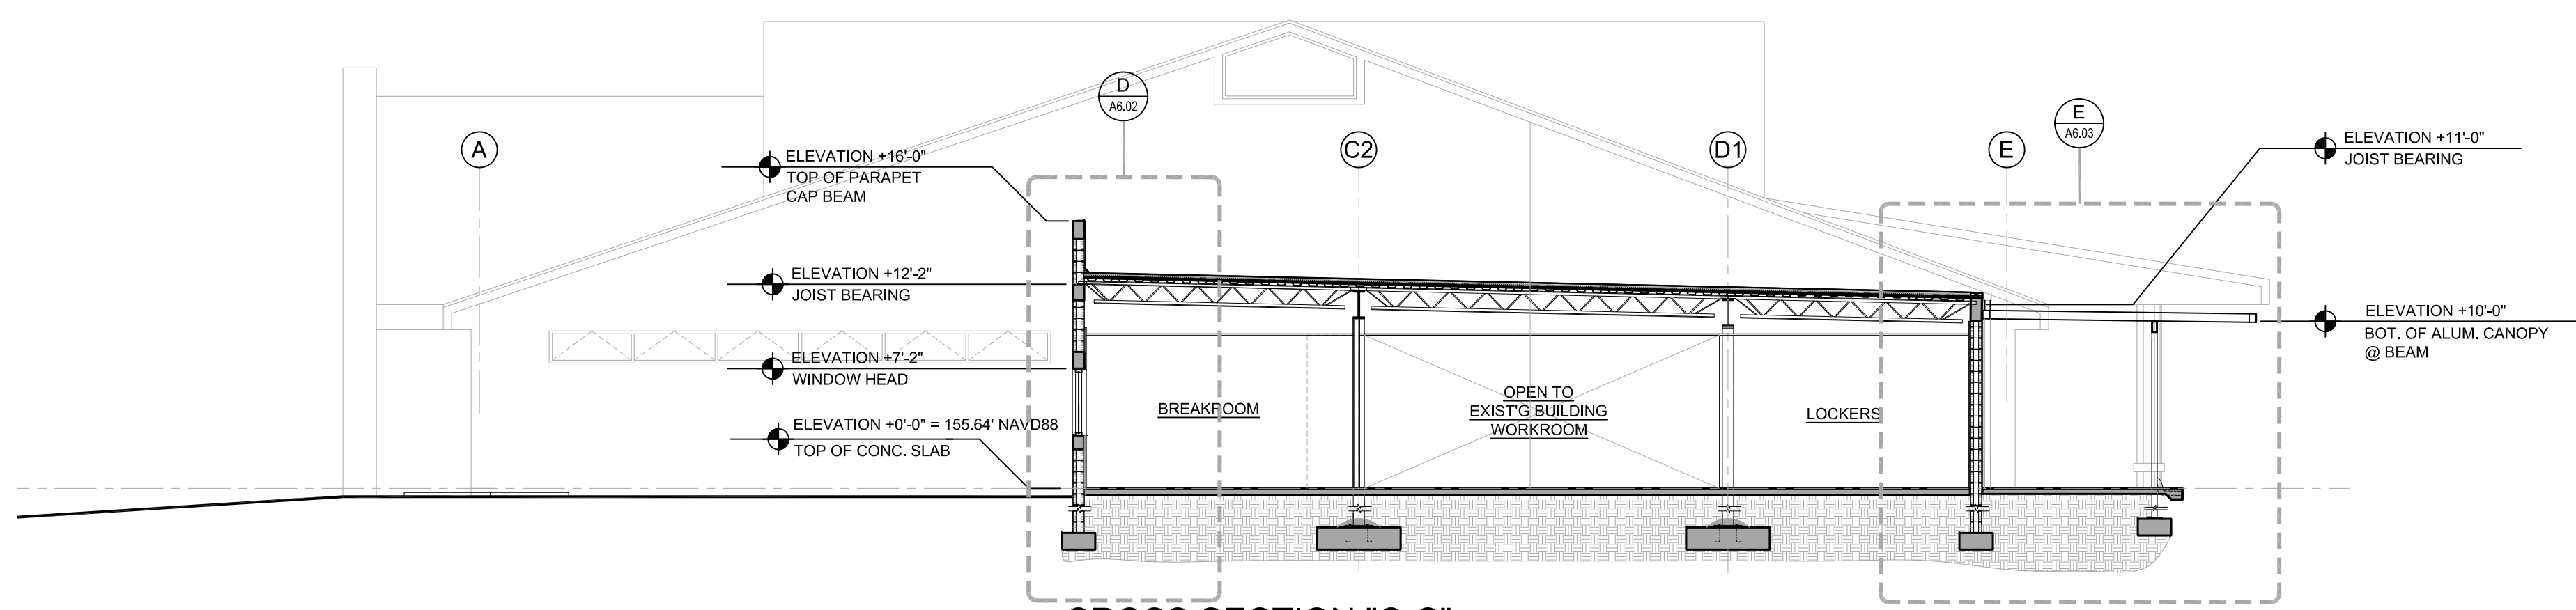 D
A6.02
E
A6.03
A
C2
D1
E
ELEVATION +16'-0"
TOP OF PARAPET
CAP BEAM
ELEVATION +11'-0"
JOIST BEARING
ELEVATION +12'-2"
JOIST BEARING
ELEVATION +10'-0"
BOT. OF ALUM. CANOPY
@ BEAM
ELEVATION +7'-2"
WINDOW HEAD
BREAKROOM
OPEN TO
EXIST'G BUILDING
WORKROOM
LOCKERS
ELEVATION +0'-0" = 155.64' NAVD88
TOP OF CONC. SLAB
CROSS SECTION